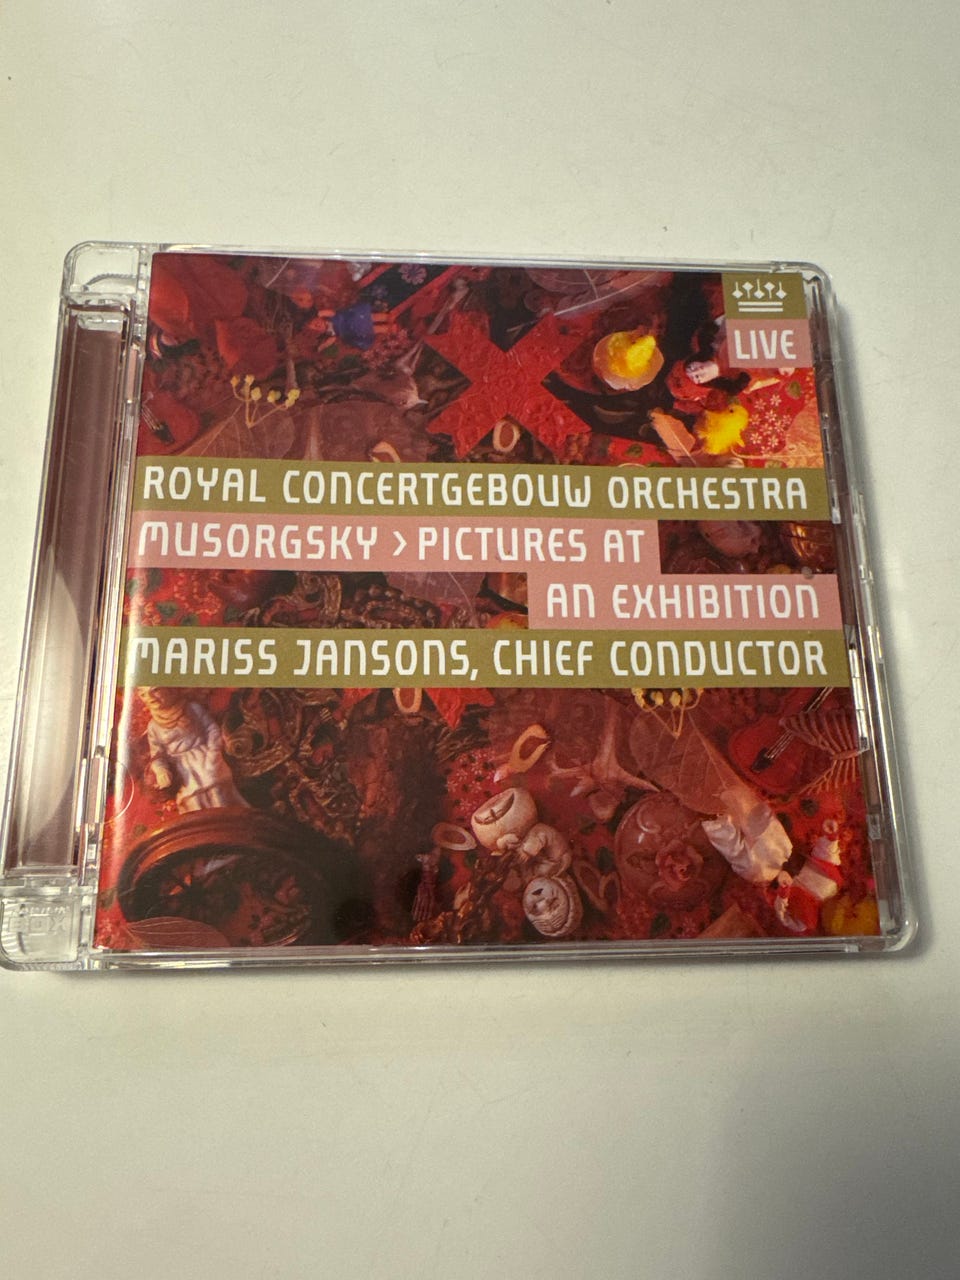 LIVE
ROYAL CONCERTGEBOUW ORCHESTRA
MUSORGSKY > PICTURES AT
AN EXHIBITION
MARISS JANSONS, CHIEF CONDUCTOR